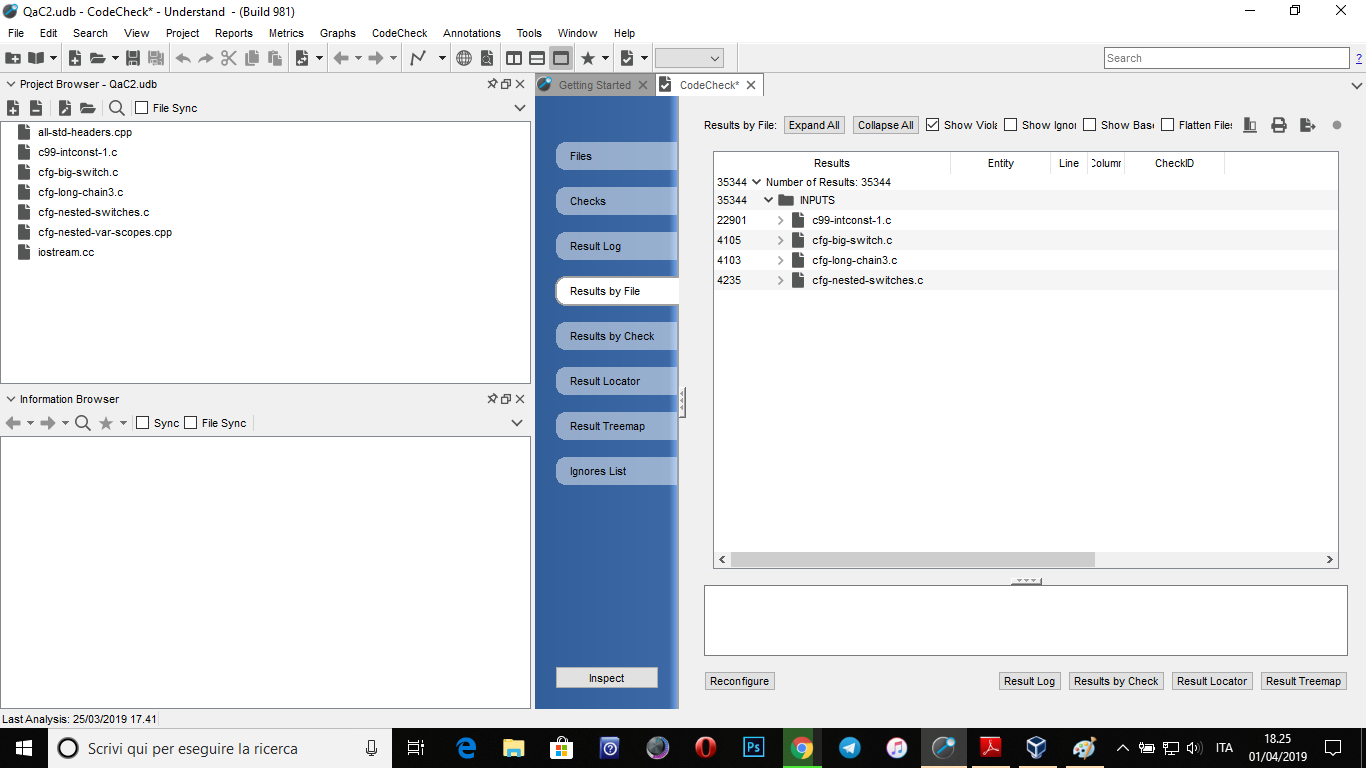 QaC2.udb - CodeCheck* - Understand - (Build 981)
File Edit Search View Project Reports Metrics Graphs CodeCheck Annotations Tools Window Help
Search
?
Project Browser - QaC2.udb
File Sync
all-std-headers.cpp
c99-intconst-1.c
cfg-big-switch.c
cfg-long-chain3.c
cfg-nested-switches.c
cfg-nested-var-scopes.cpp
iostream.cc
Information Browser
Sync File Sync
Last Analysis: 25/03/2019 17.41
Getting Started CodeCheck*
Files
Checks
Result Log
Results by File
Results by Check
Result Locator
Result Treemap
Ignores List
Inspect
Results by File: Expand All Collapse All Show Viola Show Ignor Show Base Flatten Files
Results Entity Line Column CheckID
35344 Number of Results: 35344
35344 INPUTS
22901 c99-intconst-1.c
4105 cfg-big-switch.c
4103 cfg-long-chain3.c
4235 cfg-nested-switches.c
Reconfigure Result Log Results by Check Result Locator Result Treemap
Scrivi qui per eseguire la ricerca
Ps
ITA
18.25
01/04/2019